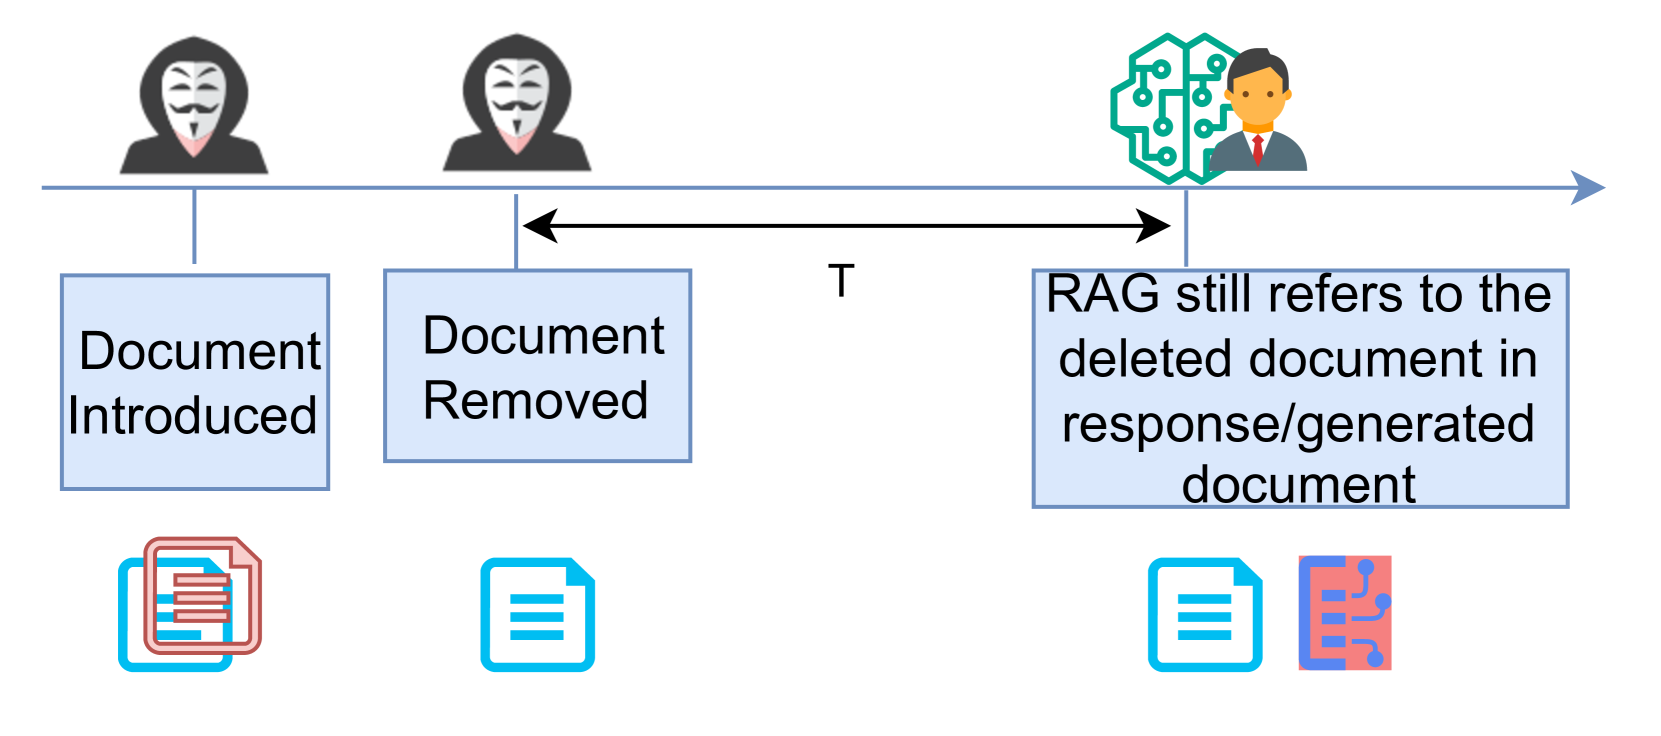 Document
Introduced
Document
Removed
T
RAG still refers to the
deleted document in
response/generated
document